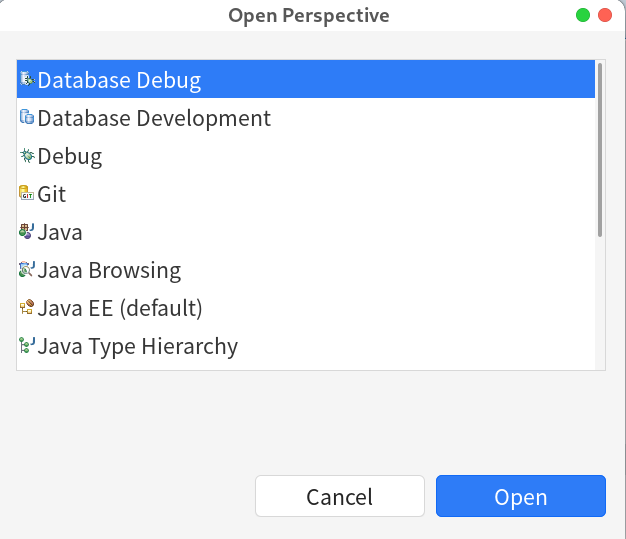 Open Perspective
Database Debug
Database Development
Debug
Git
Java
Java Browsing
Java EE (default)
Java Type Hierarchy
Cancel
Open